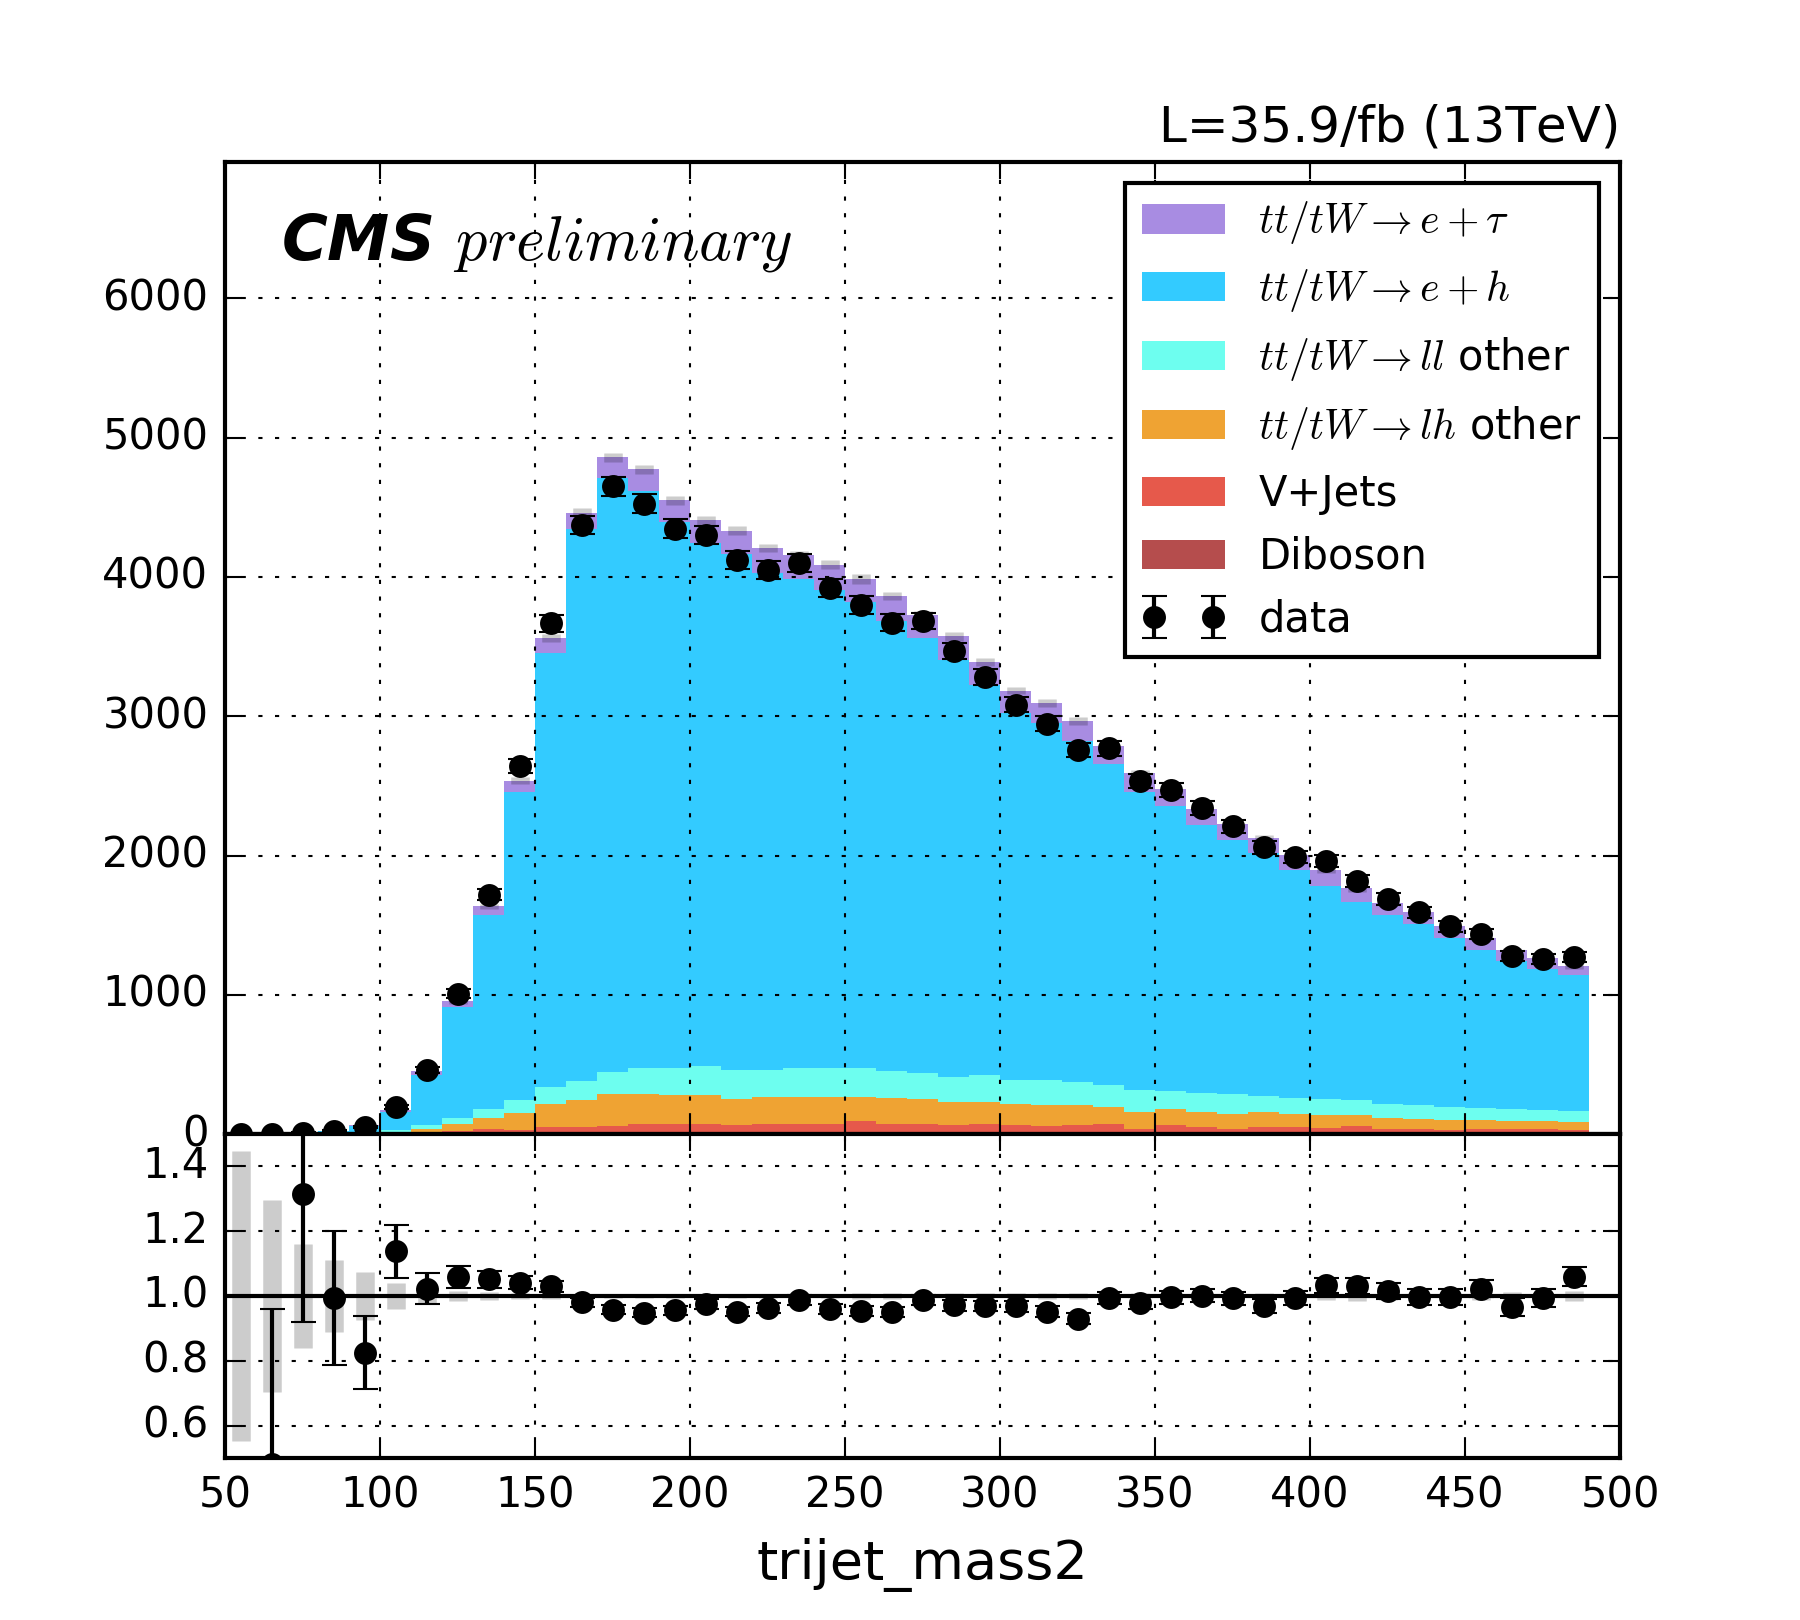 L=35.9/fb (13TeV)
CMS preliminary
tt/tW → e + τ
tt/tW → e + h
tt/tW → ll other
tt/tW → lh other
V+Jets
Diboson
data
6000
5000
4000
3000
2000
1000
0
1.4
1.2
1.0
0.8
0.6
50 100 150 200 250 300 350 400 450 500
trijet_mass2